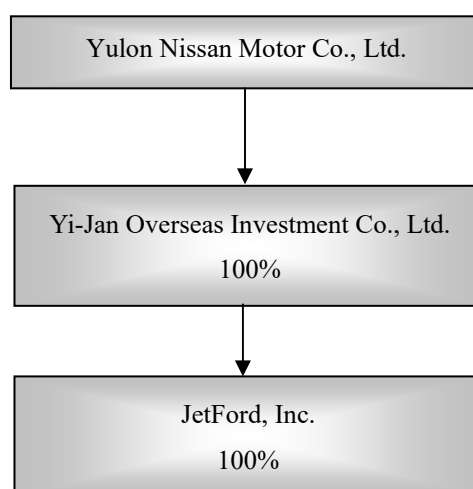 Yulon Nissan Motor Co., Ltd.
Yi-Jan Overseas Investment Co., Ltd.
100%
JetFord, Inc.
100%